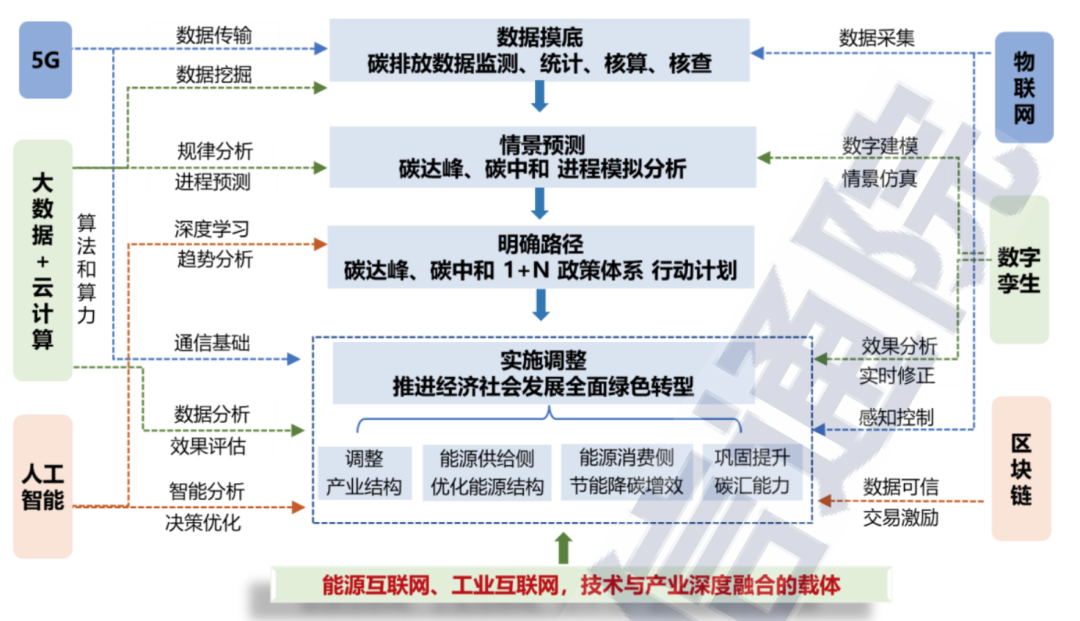 5G
数据传输
数据挖掘
数据摸底
碳排放数据监测、统计、核算、核查
数据采集
物
联
网
大
数
据
+
云
计
算
算
法
和
算
力
规律分析
进程预测
情景预测
碳达峰、碳中和 进程模拟分析
数字建模
情景仿真
深度学习
趋势分析
明确路径
碳达峰、碳中和 1+N 政策体系 行动计划
数字
孪生
通信基础
实施调整
推进经济社会发展全面绿色转型
效果分析
实时修正
数据分析
效果评估
感知控制
调整
产业结构
能源供给侧
优化能源结构
能源消费侧
节能降碳增效
巩固提升
碳汇能力
人工
智能
智能分析
决策优化
数据可信
交易激励
区
块
链
能源互联网、工业互联网，技术与产业深度融合的载体
信通院